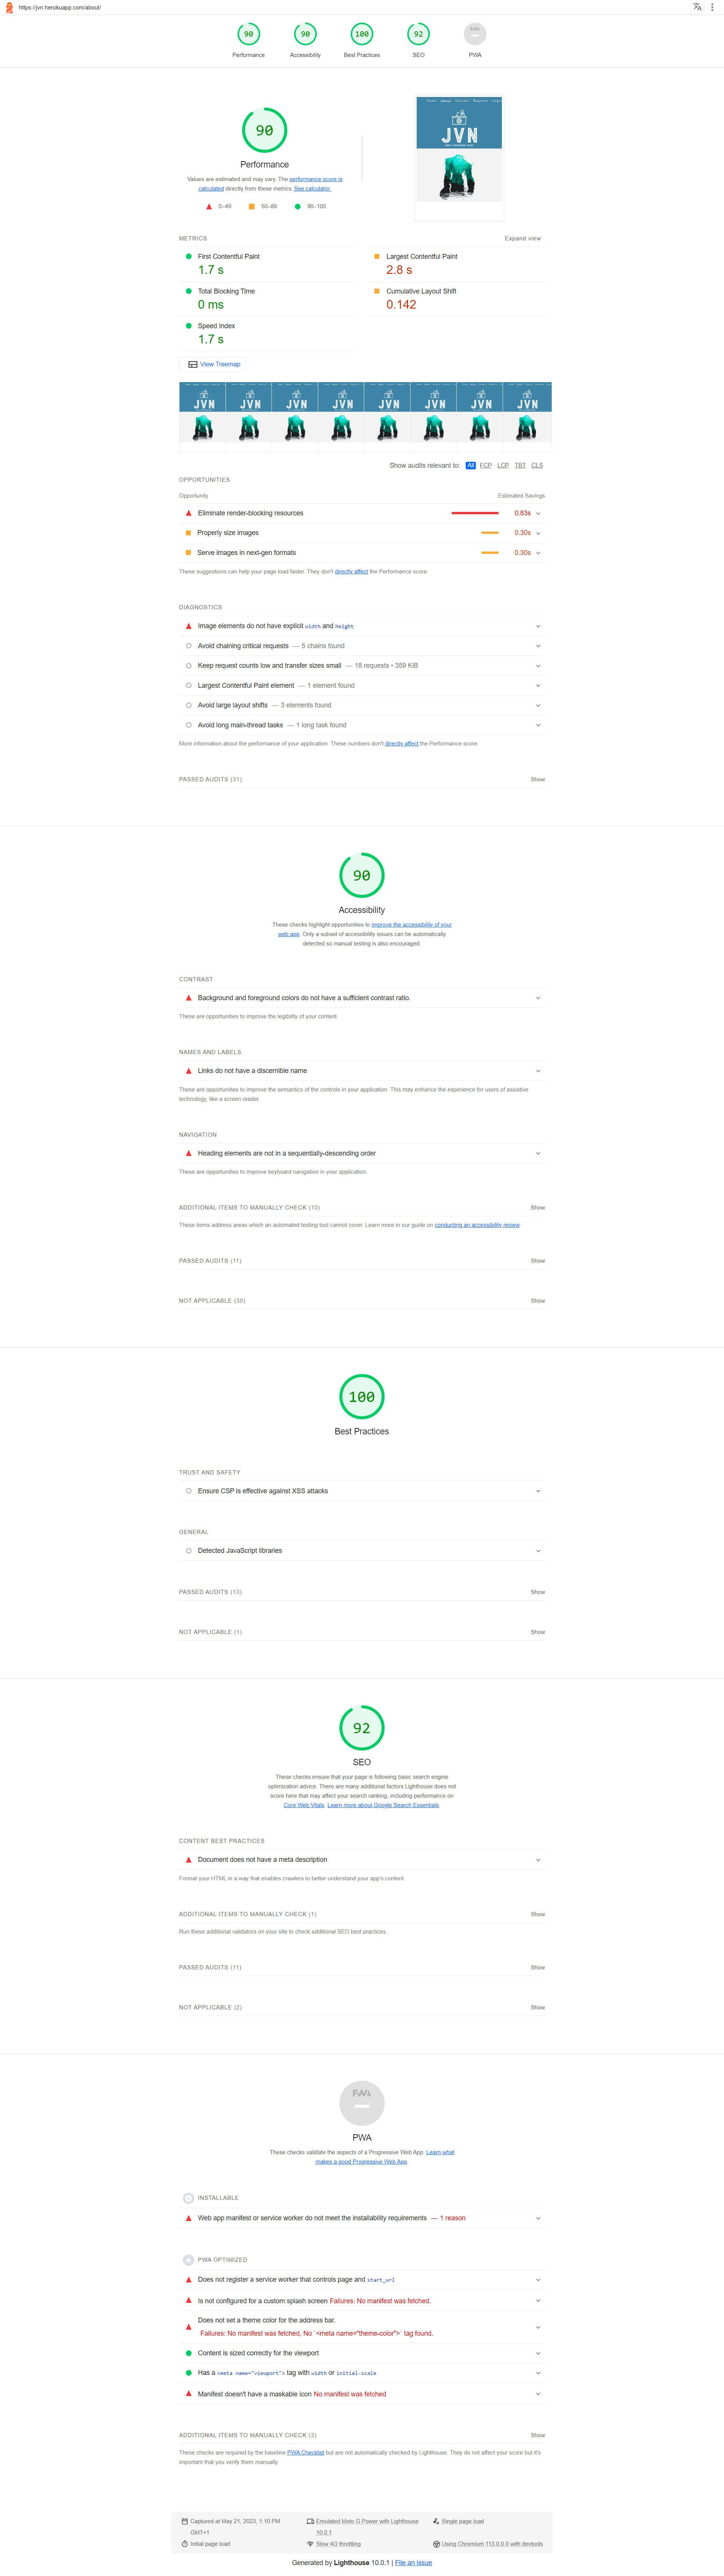 https://jvn.herokuapp.com/about/
90 90 100 92 PWA
Performance Accessibility Best Practices SEO PWA
90
Performance
Values are estimated and may vary. The performance score is
calculated directly from these metrics. See calculator.
0–49 50–89 90–100
Home About Contact Register Login
JVN
METRICS Expand view
First Contentful Paint
1.7 s
Largest Contentful Paint
2.8 s
Total Blocking Time
0 ms
Cumulative Layout Shift
0.142
Speed Index
1.7 s
View Treemap
JVN JVN JVN JVN JVN JVN JVN JVN
Show audits relevant to: All FCP LCP TBT CLS
OPPORTUNITIES
Opportunity Estimated Savings
Eliminate render-blocking resources 0.83s
Properly size images 0.30s
Serve images in next-gen formats 0.30s
These suggestions can help your page load faster. They don't directly affect the Performance score.
DIAGNOSTICS
Image elements do not have explicit width and height
Avoid chaining critical requests — 5 chains found
Keep request counts low and transfer sizes small — 18 requests • 359 KiB
Largest Contentful Paint element — 1 element found
Avoid large layout shifts — 3 elements found
Avoid long main-thread tasks — 1 long task found
More information about the performance of your application. These numbers don't directly affect the Performance score.
PASSED AUDITS (31) Show
90
Accessibility
These checks highlight opportunities to improve the accessibility of your
web app. Only a subset of accessibility issues can be automatically
detected so manual testing is also encouraged.
CONTRAST
Background and foreground colors do not have a sufficient contrast ratio.
These are opportunities to improve the legibility of your content.
NAMES AND LABELS
Links do not have a discernible name
These are opportunities to improve the semantics of the controls in your application. This may enhance the experience for users of assistive
technology, like a screen reader.
NAVIGATION
Heading elements are not in a sequentially-descending order
These are opportunities to improve keyboard navigation in your application.
ADDITIONAL ITEMS TO MANUALLY CHECK (10) Show
These items address areas which an automated testing tool cannot cover. Learn more in our guide on conducting an accessibility review.
PASSED AUDITS (11) Show
NOT APPLICABLE (30) Show
100
Best Practices
TRUST AND SAFETY
Ensure CSP is effective against XSS attacks
GENERAL
Detected JavaScript libraries
PASSED AUDITS (13) Show
NOT APPLICABLE (1) Show
92
SEO
These checks ensure that your page is following basic search engine
optimization advice. There are many additional factors Lighthouse does not
score here that may affect your search ranking, including performance on
Core Web Vitals. Learn more about Google Search Essentials.
CONTENT BEST PRACTICES
Document does not have a meta description
Format your HTML in a way that enables crawlers to better understand your app's content.
ADDITIONAL ITEMS TO MANUALLY CHECK (1) Show
Run these additional validators on your site to check additional SEO best practices.
PASSED AUDITS (11) Show
NOT APPLICABLE (2) Show
PWA
PWA
These checks validate the aspects of a Progressive Web App. Learn what
makes a good Progressive Web App.
INSTALLABLE
Web app manifest or service worker do not meet the installability requirements — 1 reason
PWA OPTIMIZED
Does not register a service worker that controls page and start_url
Is not configured for a custom splash screen Failures: No manifest was fetched.
Does not set a theme color for the address bar.
Failures: No manifest was fetched, No `<meta name="theme-color">` tag found.
Content is sized correctly for the viewport
Has a <meta name="viewport"> tag with width or initial-scale
Manifest doesn't have a maskable icon No manifest was fetched
ADDITIONAL ITEMS TO MANUALLY CHECK (3) Show
These checks are required by the baseline PWA Checklist but are not automatically checked by Lighthouse. They do not affect your score but it's
important that you verify them manually.
Captured at May 21, 2023, 1:10 PM
GMT+1
Emulated Moto G Power with Lighthouse
10.0.1
Single page load
Initial page load
Slow 4G throttling
Using Chromium 113.0.0.0 with devtools
Generated by Lighthouse 10.0.1 | File an issue